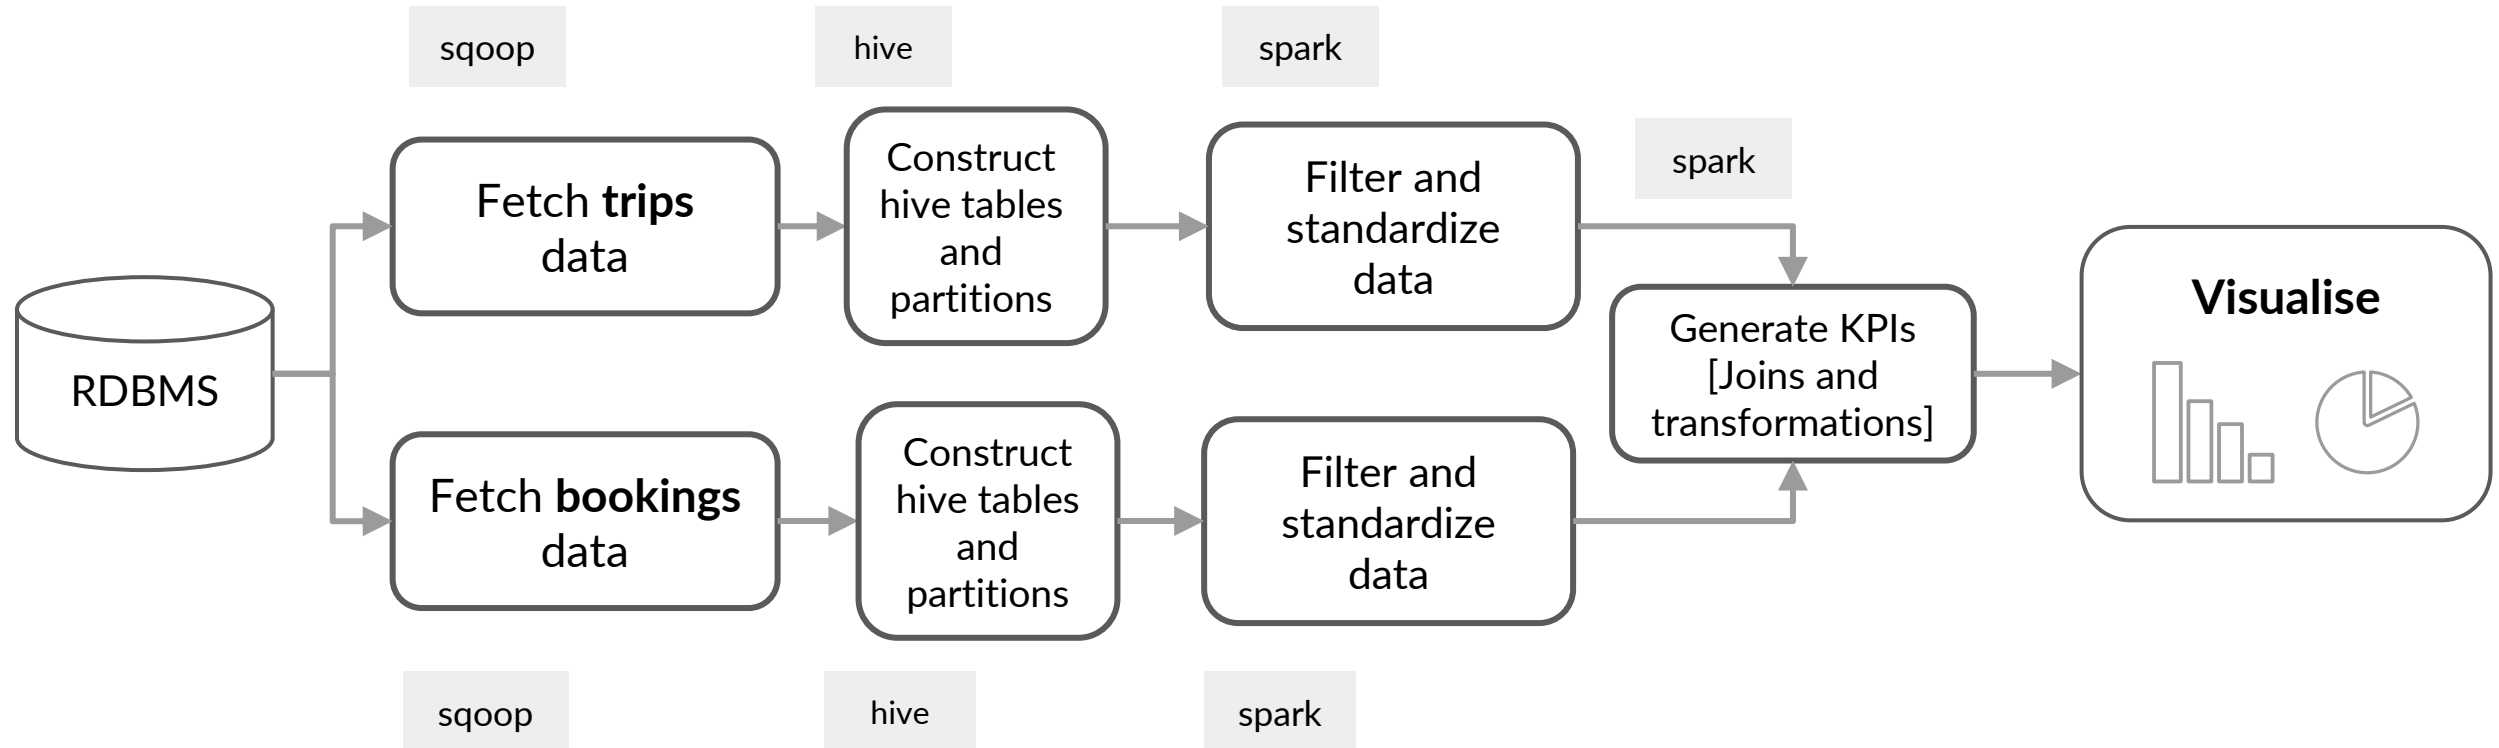 sqoop
hive
spark
spark
Fetch trips
data
Construct
hive tables
and
partitions
Filter and
standardize
data
RDBMS
Generate KPIs
[Joins and
transformations]
Visualise
Fetch bookings
data
Construct
hive tables
and
partitions
Filter and
standardize
data
sqoop
hive
spark